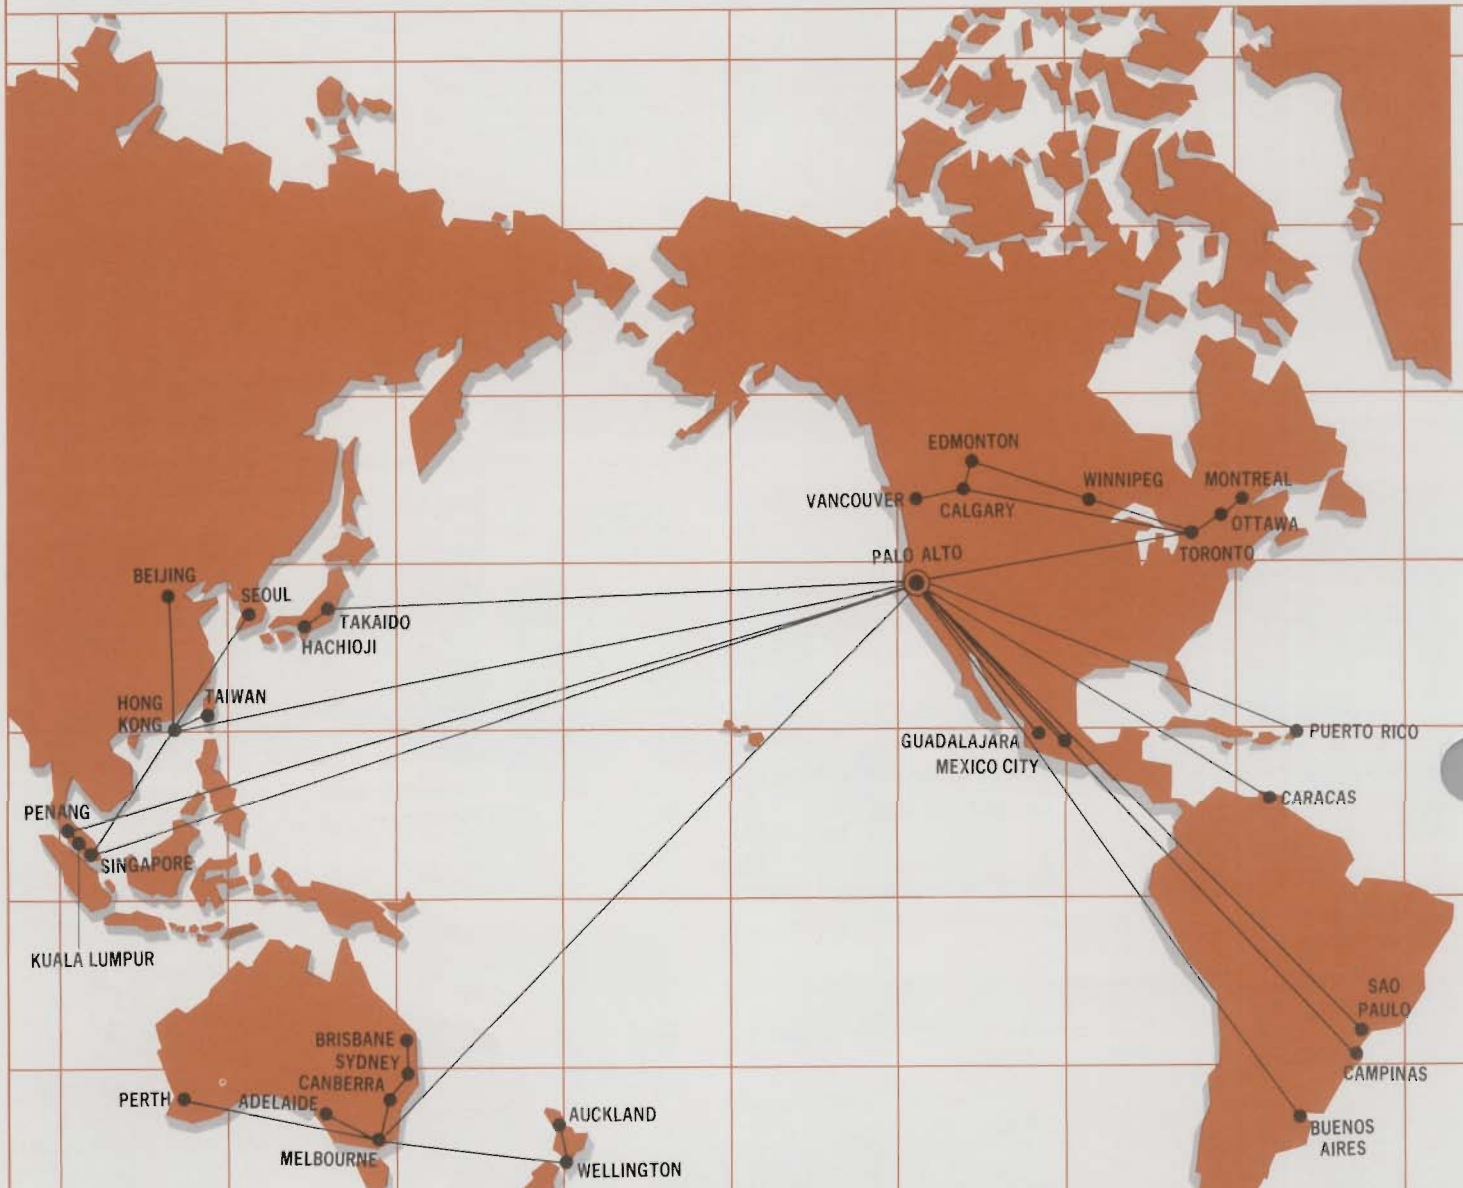 EDMONTON
WINNIPEG
MONTREAL
VANCOUVER
CALGARY
OTTAWA
TORONTO
PALO ALTO
BEIJING
SEOUL
TAKAIDO
HACHIOJI
HONG
KONG
TAIWAN
GUADALAJARA
MEXICO CITY
PUERTO RICO
CARACAS
PENANG
SINGAPORE
KUALA LUMPUR
SAO
PAULO
CAMPINAS
BUENOS
AIRES
BRISBANE
SYDNEY
CANBERRA
PERTH
ADELAIDE
MELBOURNE
AUCKLAND
WELLINGTON